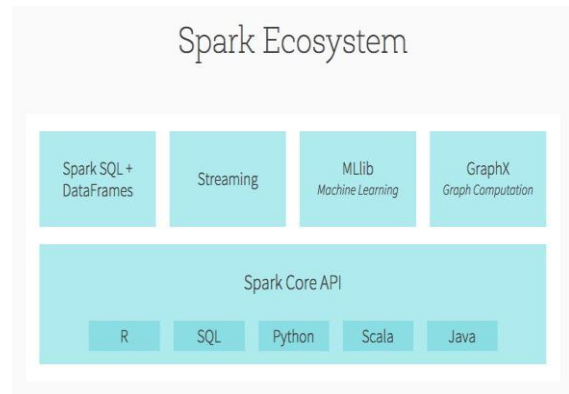 Spark Ecosystem
Spark SQL +
DataFrames
Streaming
MLlib
Machine Learning
GraphX
Graph Computation
Spark Core API
R
SQL
Python
Scala
Java